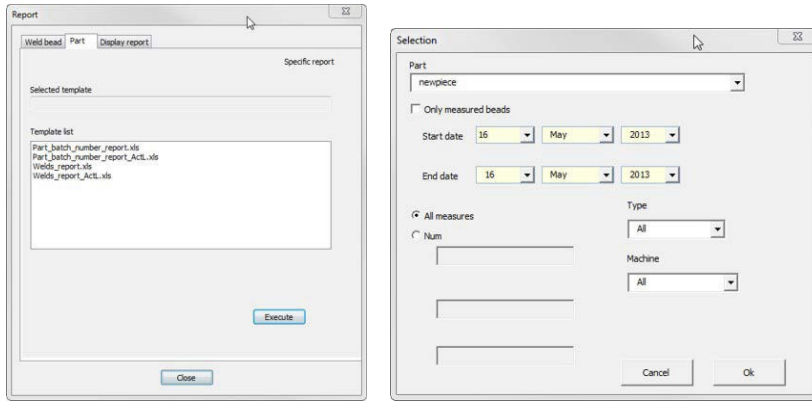 Report
Weld bead Part Display report
Specific report
Selected template
Template list
Part_batch_number_report.xls
Part_batch_number_report_ActL.xls
Welds_report.xls
Welds_report_ActL.xls
Execute
Close
Selection
Part
newpiece
Only measured beads
Start date 16 May 2013
End date 16 May 2013
All measures
Num
Type
All
Machine
All
Cancel Ok